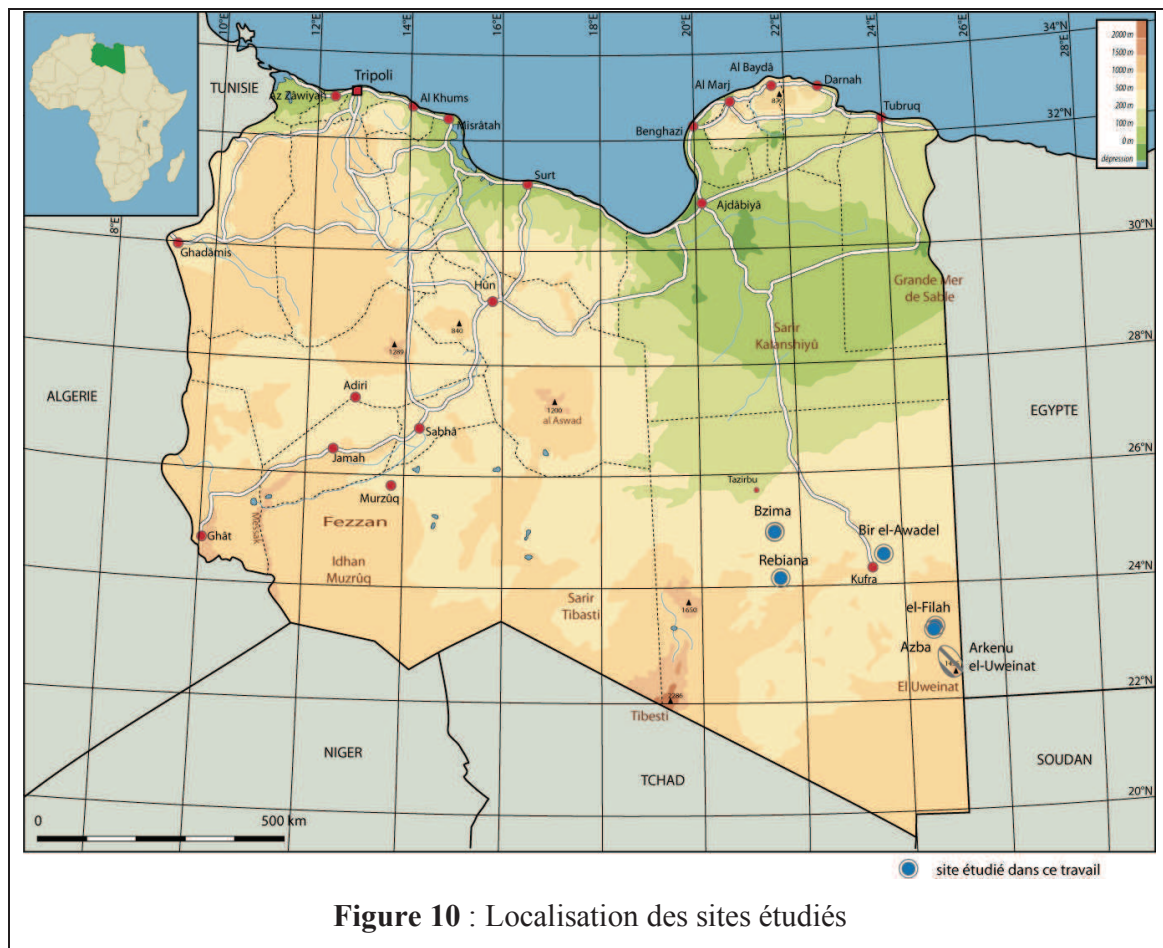 10°E
12°E
14°E
16°E
18°E
20°E
22°E
24°E
26°E
28°E
34°N
32°N
30°N
28°N
26°N
24°N
22°N
20°N
8°E
2000 m
1000 m
500 m
200 m
100 m
0 m
dépression
TUNISIE
Tripoli
Az Zāwiyah
Al Khums
Misrātah
Surt
Al Baydā
Al Marj
Darnah
Tubruq
Benghazi
Ajdābiyā
Ghadāmis
Hūn
840
1289
Grande Mer
de Sable
Sarir
Kalanshiyū
ALGERIE
Adiri
1200
al Aswad
EGYPTE
Sabhā
Jamah
Murzūq
Tazirbu
Bzima
Bir el-Awadel
Fezzan
Ghāt
Rebiana
Kufra
Idhan
Muzrūq
Sarir
Tibasti
1650
el-Filah
Azba
Arkenu
el-Uweinat
El Uweinat
Tibesti
NIGER
TCHAD
SOUDAN
0
500 km
site étudié dans ce travail
Figure 10 : Localisation des sites étudiés